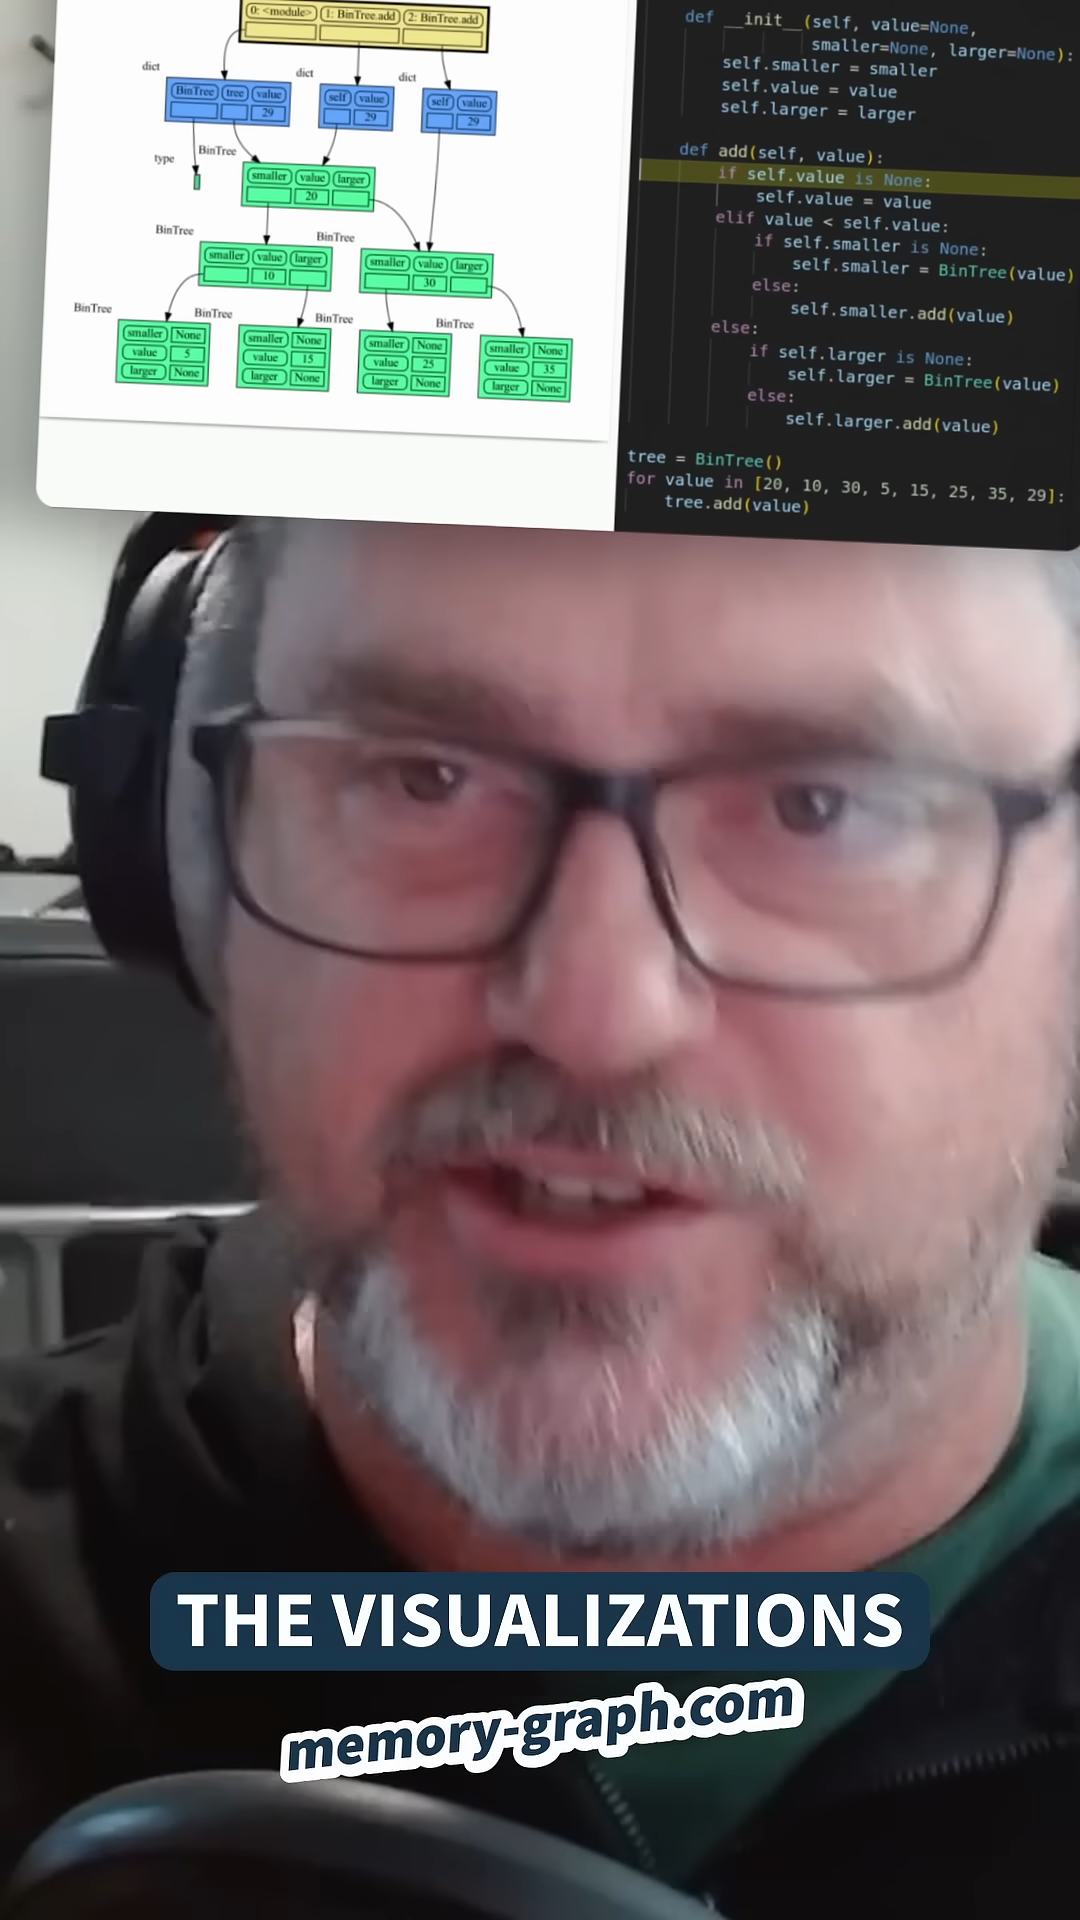 0: <module> 1: BinTree.add 2: BinTree.add
dict dict dict
BinTree tree value
29
self value
29
self value
29
type BinTree
smaller value larger
20
BinTree BinTree
smaller value larger
10
smaller value larger
30
BinTree BinTree BinTree BinTree
smaller None
value 5
larger None
smaller None
value 15
larger None
smaller None
value 25
larger None
smaller None
value 35
larger None
def __init__(self, value=None,
smaller=None, larger=None):
self.smaller = smaller
self.value = value
self.larger = larger
def add(self, value):
if self.value is None:
self.value = value
elif value < self.value:
if self.smaller is None:
self.smaller = BinTree(value)
else:
self.smaller.add(value)
else:
if self.larger is None:
self.larger = BinTree(value)
else:
self.larger.add(value)
tree = BinTree()
for value in [20, 10, 30, 5, 15, 25, 35, 29]:
tree.add(value)
THE VISUALIZATIONS
memory-graph.com